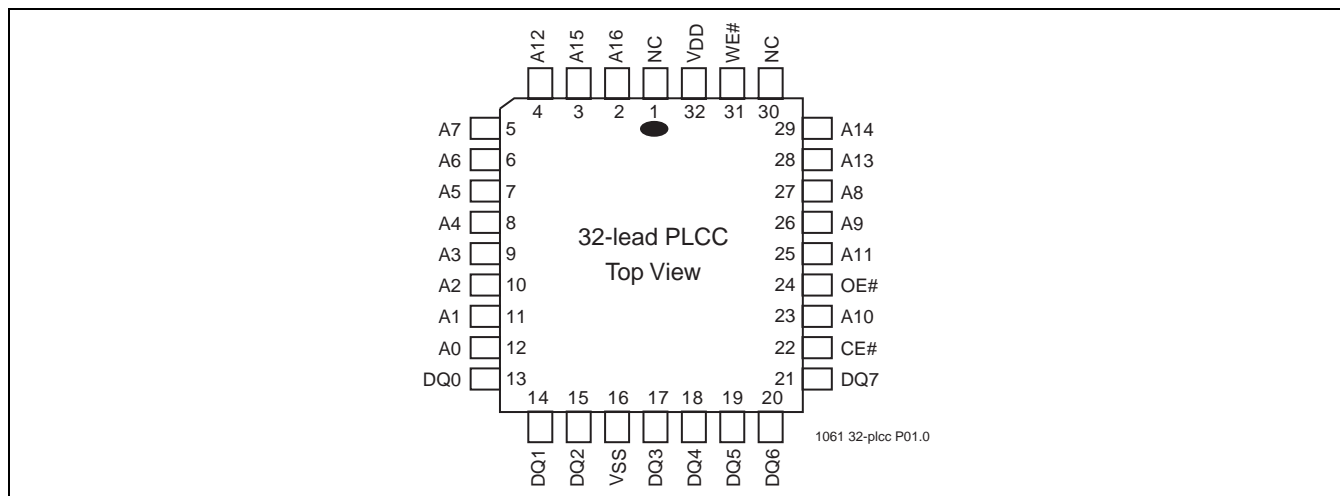 A12 A15 A16 NC VDD WE# NC
4 3 2 1 32 31 30
A7 5 29 A14
A6 6 28 A13
A5 7 27 A8
A4 8 26 A9
A3 9 25 A11
A2 10 24 OE#
A1 11 23 A10
A0 12 22 CE#
DQ0 13 21 DQ7
32-lead PLCC
Top View
14 15 16 17 18 19 20
DQ1 DQ2 VSS DQ3 DQ4 DQ5 DQ6
1061 32-plcc P01.0